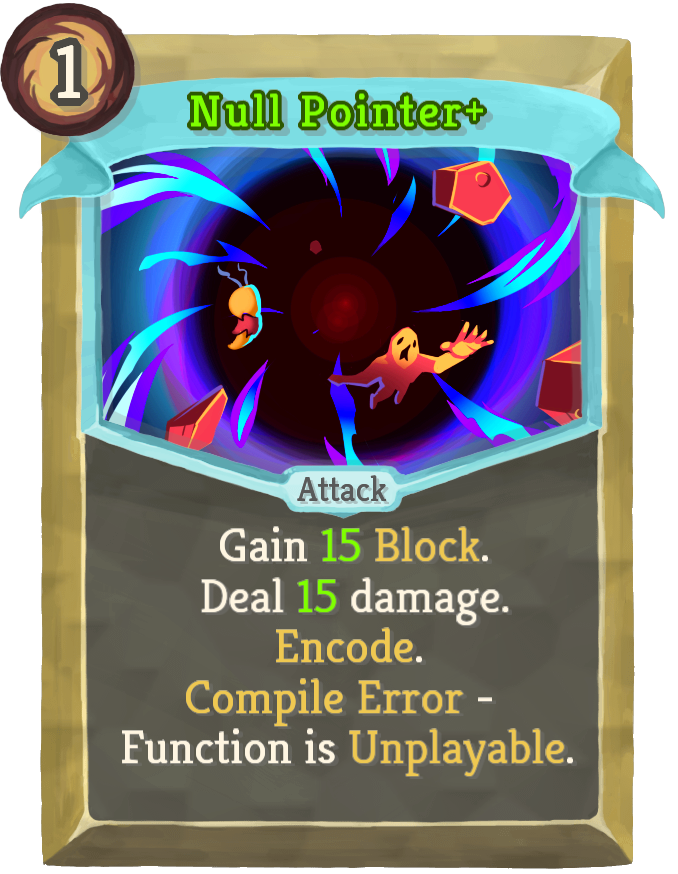 1
Null Pointer+
Attack
Gain 15 Block.
Deal 15 damage.
Encode.
Compile Error -
Function is Unplayable.